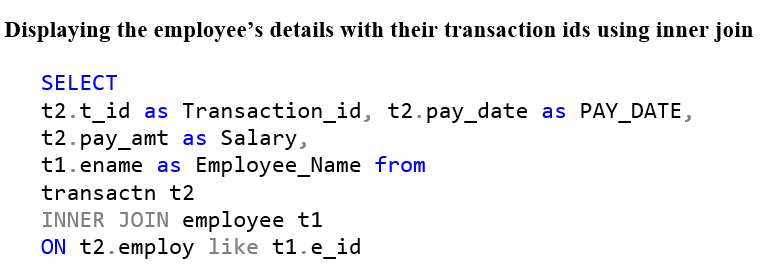 Displaying the employee’s details with their transaction ids using inner join
SELECT
t2.t_id as Transaction_id, t2.pay_date as PAY_DATE,
t2.pay_amt as Salary,
t1.ename as Employee_Name from
transactn t2
INNER JOIN employee t1
ON t2.employ like t1.e_id